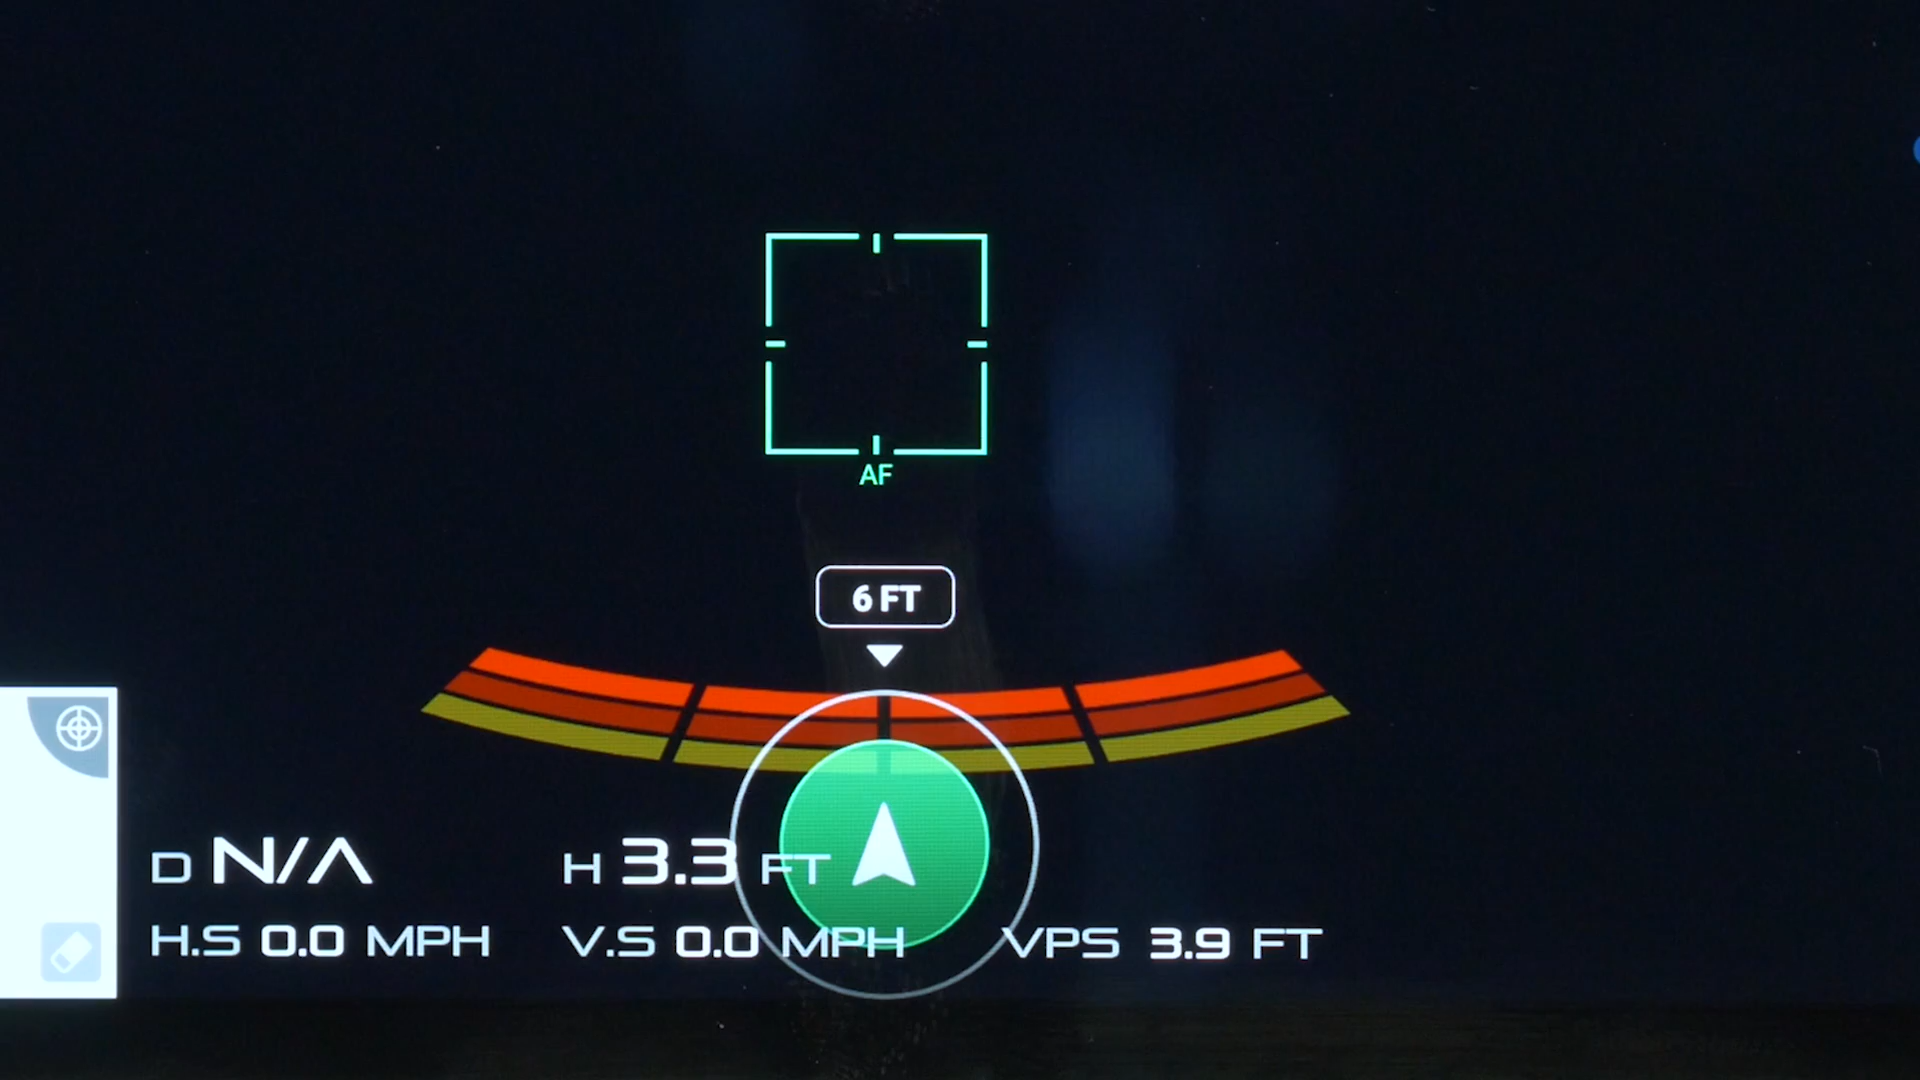 AF
6 FT
D N/A H 3.3 FT
H.S 0.0 MPH V.S 0.0 MPH VPS 3.9 FT